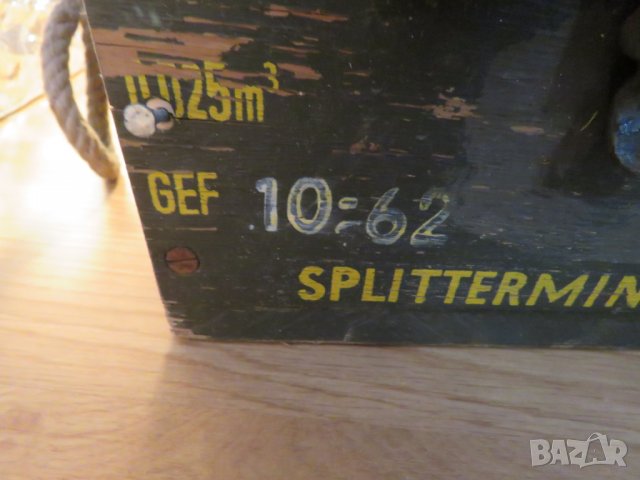 0,025m³
GEF 10-62
SPLITTERMIN
BAZAR